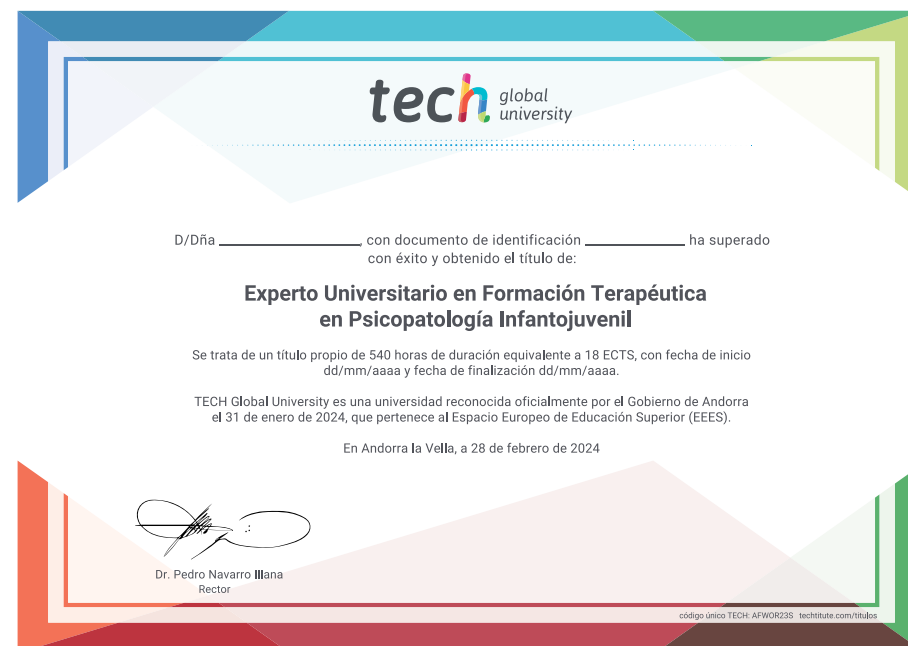 tech global university
D/Dña ____________________, con documento de identificación ______________ ha superado
con éxito y obtenido el título de:
Experto Universitario en Formación Terapéutica
en Psicopatología Infantojuvenil
Se trata de un título propio de 540 horas de duración equivalente a 18 ECTS, con fecha de inicio
dd/mm/aaaa y fecha de finalización dd/mm/aaaa.
TECH Global University es una universidad reconocida oficialmente por el Gobierno de Andorra
el 31 de enero de 2024, que pertenece al Espacio Europeo de Educación Superior (EEES).
En Andorra la Vella, a 28 de febrero de 2024
Dr. Pedro Navarro Illana
Rector
código único TECH: AFWOR23S techtitute.com/titulos